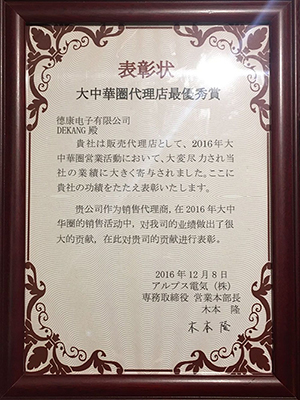 表彰状
大中華圏代理店最優秀賞
德康电子有限公司
DEKANG 殿
貴社は販売代理店として、2016年大
中華圏営業活動において、大変尽力され当
社の業績に大きく寄与されました。ここに
貴社の功績をたたえ表彰いたします。
贵公司作为销售代理商,在2016年大中
华圈的销售活动中,对我司的业绩做出了很
大的贡献,在此对贵司的贡献进行表彰。
2016年12月8日
アルプス電気(株)
専務取締役 営業本部長
木本 隆
木本 隆